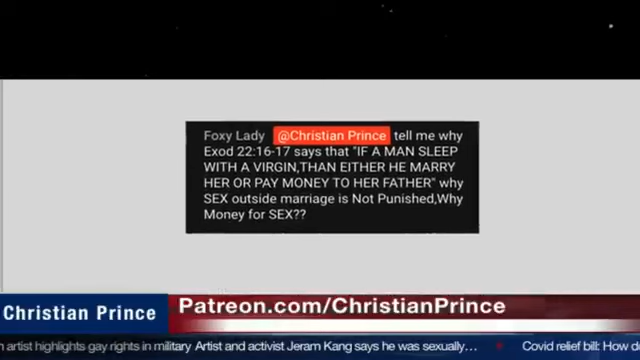 Foxy Lady @Christian Prince tell me why
Exod 22:16-17 says that "IF A MAN SLEEP
WITH A VIRGIN,THAN EITHER HE MARRY
HER OR PAY MONEY TO HER FATHER" why
SEX outside marriage is Not Punished,Why
Money for SEX??
Christian Prince
Patreon.com/ChristianPrince
artist highlights gay rights in military Artist and activist Jeram Kang says he was sexually...
Covid relief bill: How